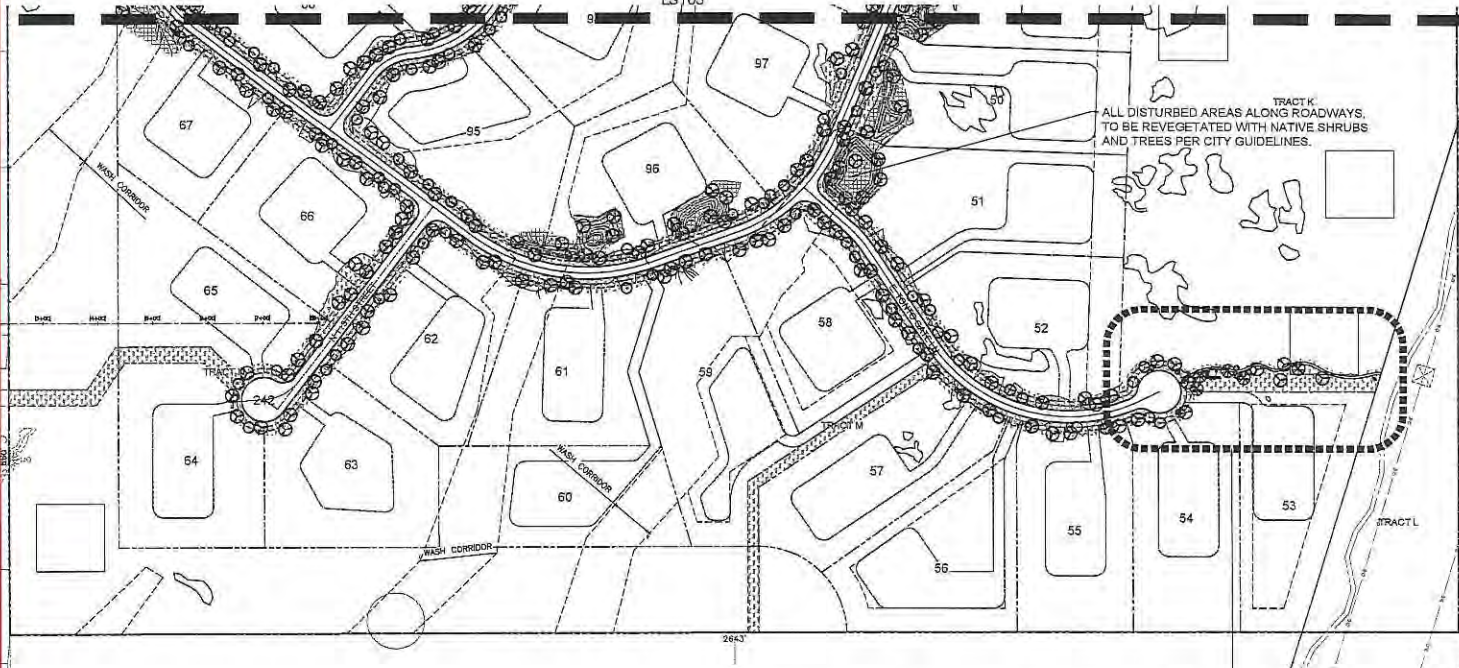 97
67
95
50
TRACT K
ALL DISTURBED AREAS ALONG ROADWAYS,
TO BE REVEGETATED WITH NATIVE SHRUBS
AND TREES PER CITY GUIDELINES.
96
WASH CORRIDOR
66
51
65
58
52
62
61
59
TRACT
242
TRACT M
64
63
WASH CORRIDOR
57
60
55
54
53
TRACT L
WASH CORRIDOR
56
2643'